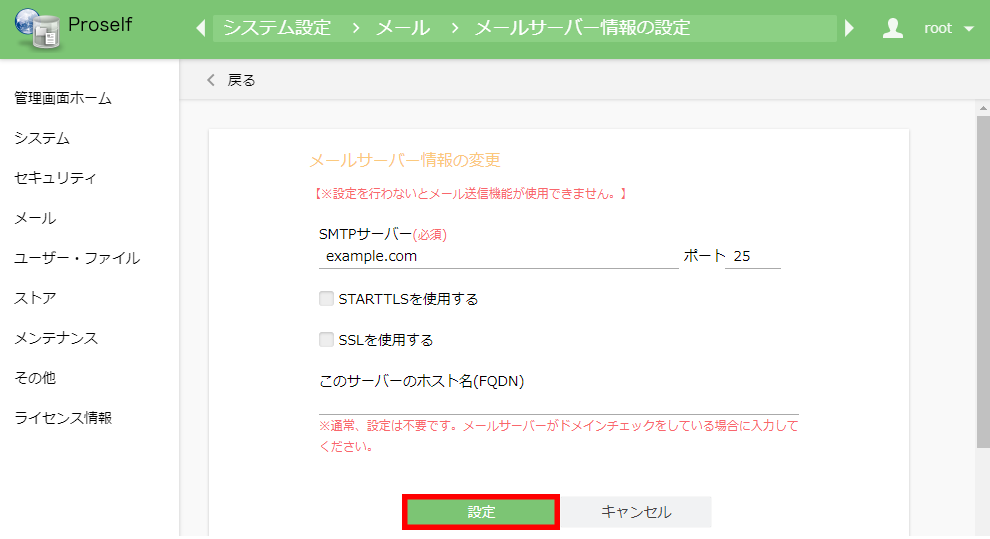 Proself
システム設定 > メール > メールサーバー情報の設定
root
管理画面ホーム
システム
セキュリティ
メール
ユーザー・ファイル
ストア
メンテナンス
その他
ライセンス情報
戻る
メールサーバー情報の変更
【※設定を行わないとメール送信機能が使用できません。】
SMTPサーバー(必須)
example.com ポート 25
STARTTLSを使用する
SSLを使用する
このサーバーのホスト名(FQDN)
※通常、設定は不要です。メールサーバーがドメインチェックをしている場合に入力して
ください。
設定 キャンセル